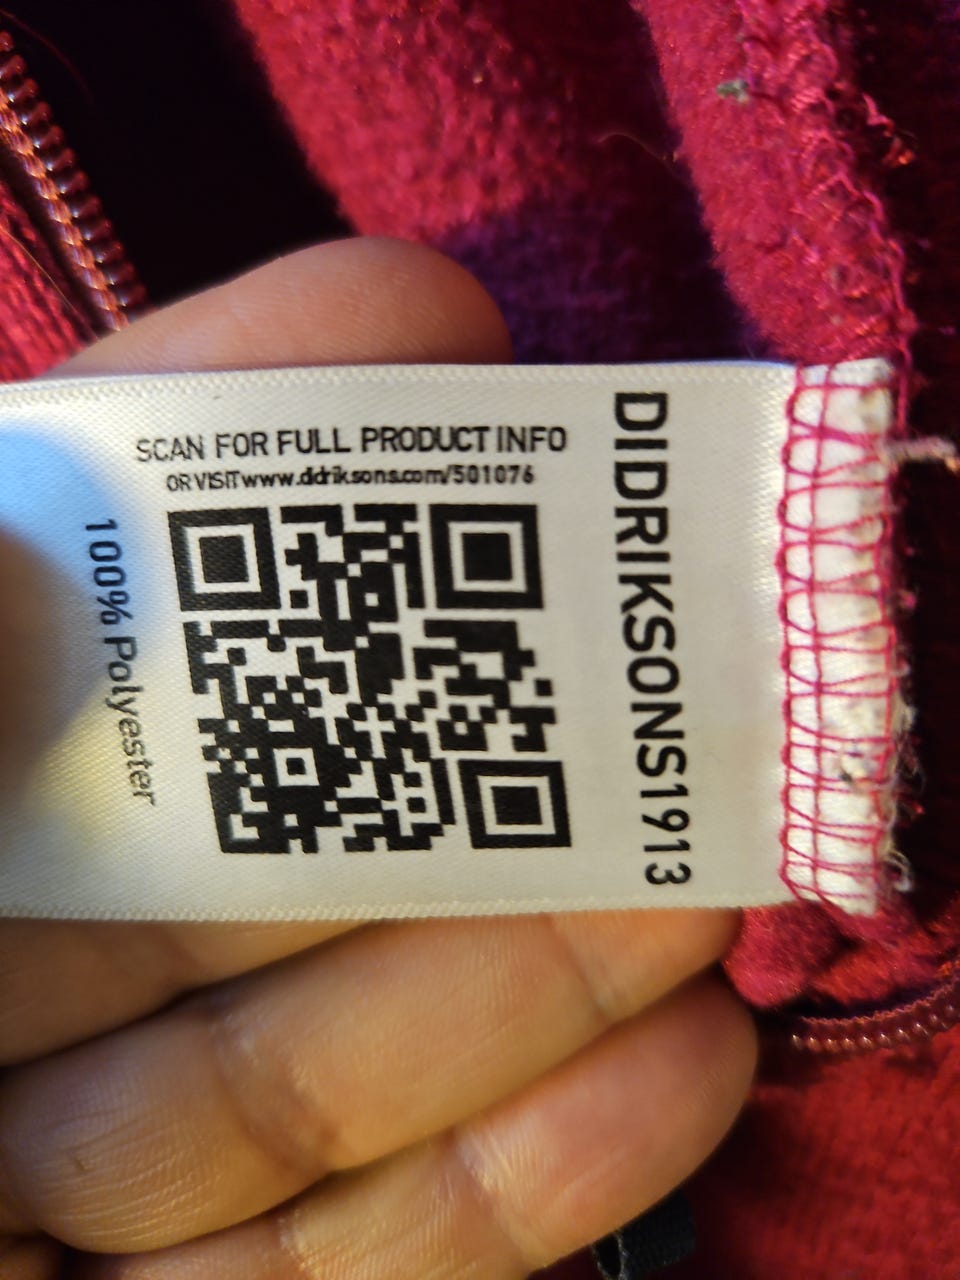 SCAN FOR FULL PRODUCT INFO
OR VISIT www.didriksons.com/501076
DIDRIKSONS1913
100% Polyester